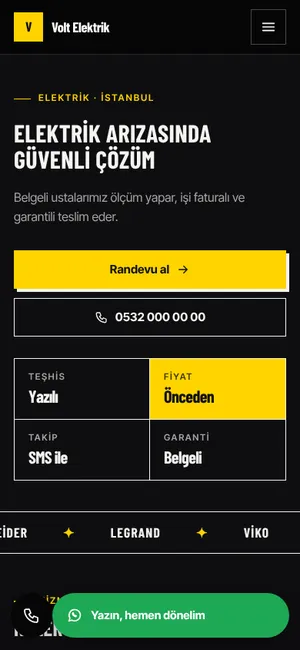 V Volt Elektrik
ELEKTRİK · İSTANBUL
ELEKTRİK ARIZASINDA
GÜVENLİ ÇÖZÜM
Belgeli ustalarımız ölçüm yapar, işi faturalı ve
garantili teslim eder.
Randevu al →
0532 000 00 00
TEŞHİS
Yazılı
FİYAT
Önceden
TAKİP
SMS ile
GARANTİ
Belgeli
EİDER ✦ LEGRAND ✦ VİKO
Yazın, hemen dönelim